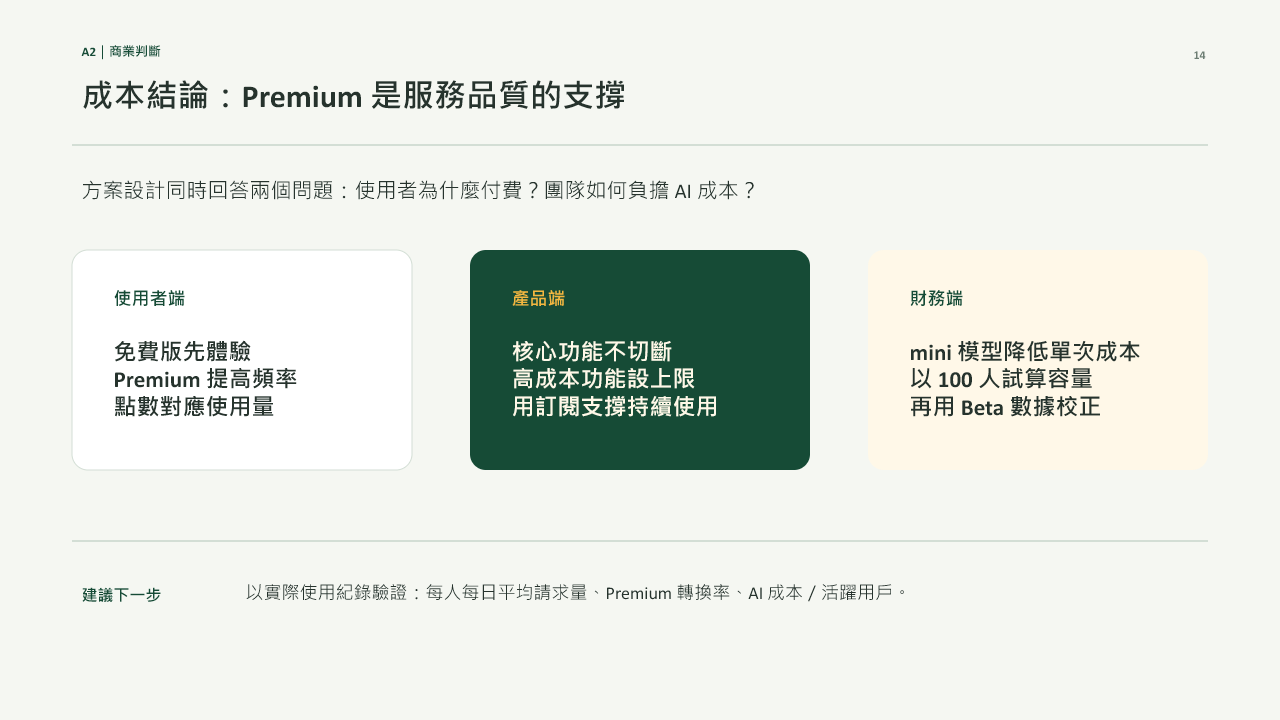 A2｜商業判斷
14
成本結論：Premium 是服務品質的支撐
方案設計同時回答兩個問題：使用者為什麼付費？團隊如何負擔 AI 成本？
使用者端
免費版先體驗
Premium 提高頻率
點數對應使用量
產品端
核心功能不切斷
高成本功能設上限
用訂閱支撐持續使用
財務端
mini 模型降低單次成本
以 100 人試算容量
再用 Beta 數據校正
建議下一步
以實際使用紀錄驗證：每人每日平均請求量、Premium 轉換率、AI 成本 / 活躍用戶。